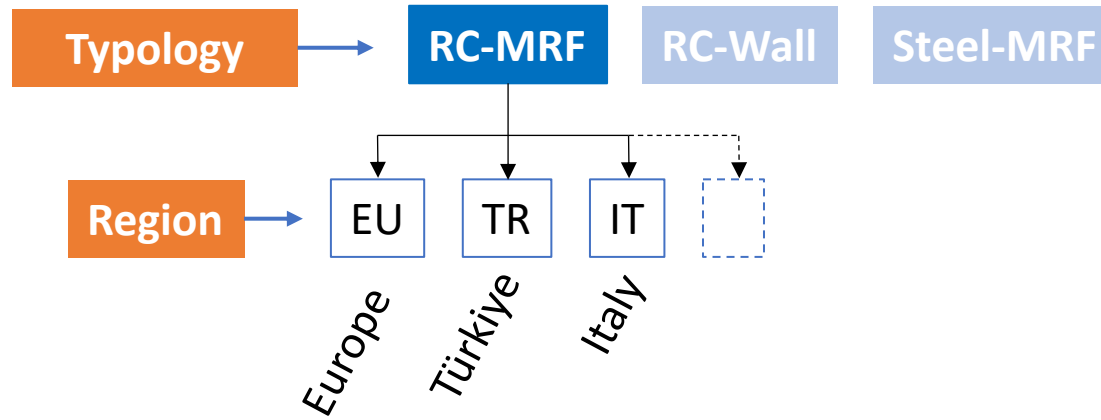 Typology
RC-MRF
RC-Wall
Steel-MRF
Region
EU
TR
IT
Europe
Türkiye
Italy